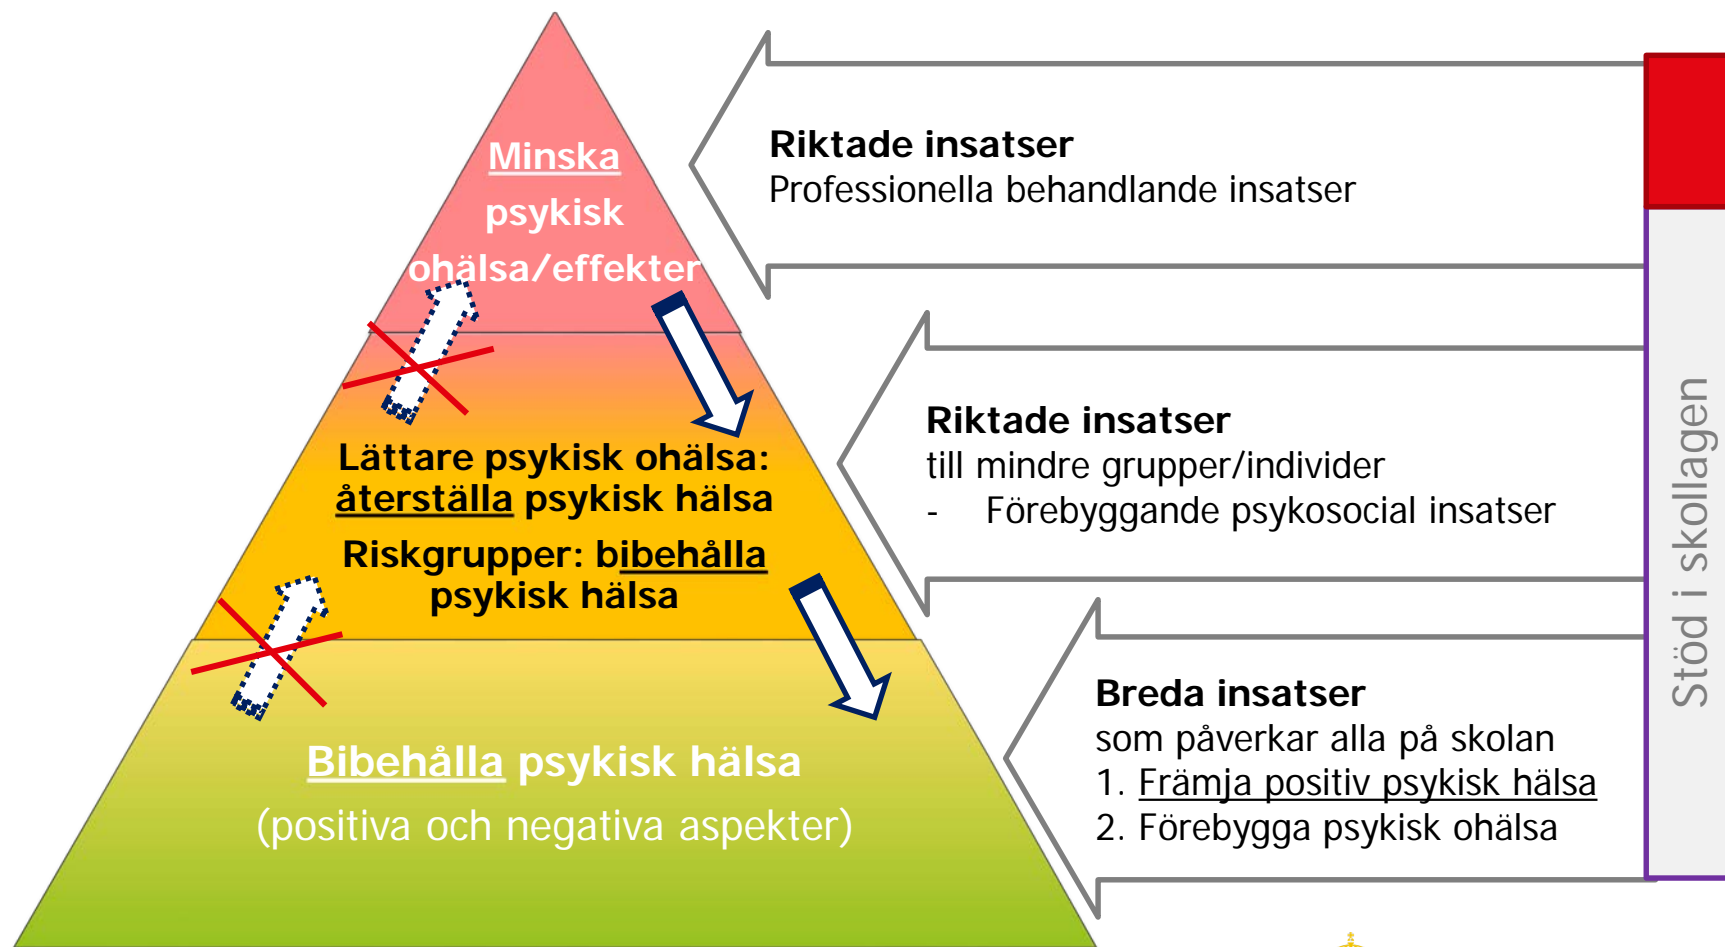 Minska
psykisk
ohälsa/effekter
Lättare psykisk ohälsa:
återställa psykisk hälsa
Riskgrupper: bibehålla
psykisk hälsa
Bibehålla psykisk hälsa
(positiva och negativa aspekter)
Riktade insatser
Professionella behandlande insatser
Riktade insatser
till mindre grupper/individer
- Förebyggande psykosocial insatser
Breda insatser
som påverkar alla på skolan
1. Främja positiv psykisk hälsa
2. Förebygga psykisk ohälsa
Stöd i skollagen